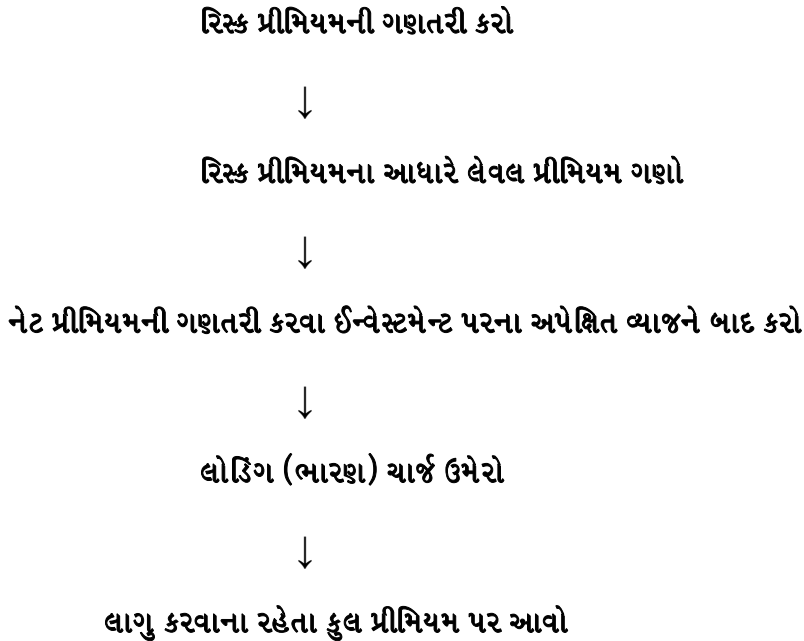 રિસ્ક પ્રીમિયમની ગણતરી કરો
↓
રિસ્ક પ્રીમિયમના આધારે લેવલ પ્રીમિયમ ગણો
↓
નેટ પ્રીમિયમની ગણતરી કરવા ઈન્વેસ્ટમેન્ટ પરના અપેક્ષિત વ્યાજને બાદ કરો
↓
લોડિંગ (ભારણ) ચાર્જ ઉમેરો
↓
લાગુ કરવાના રહેતા કુલ પ્રીમિયમ પર આવો